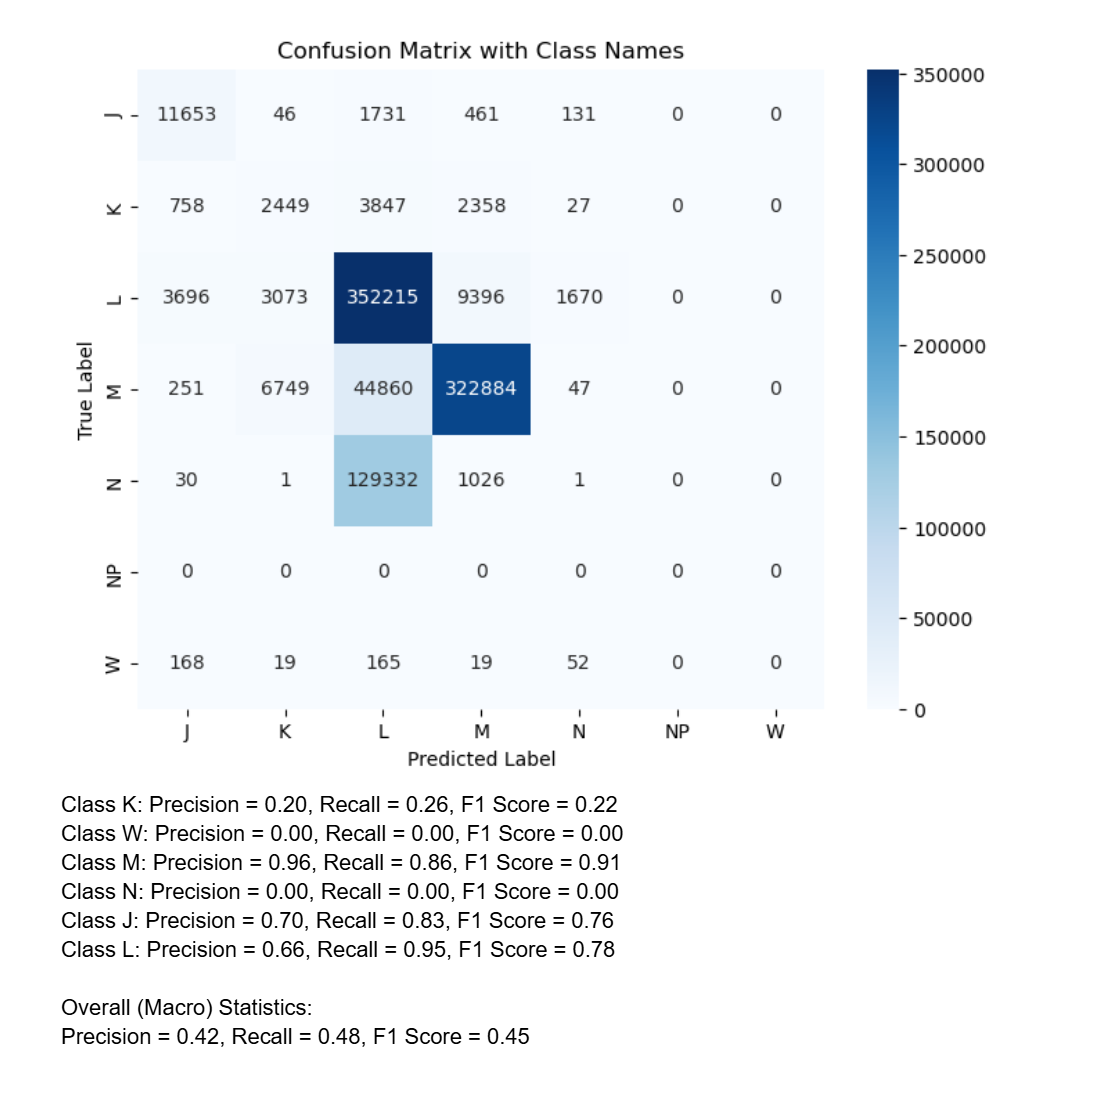 Confusion Matrix with Class Names
J 11653 46 1731 461 131 0 0
K 758 2449 3847 2358 27 0 0
L 3696 3073 352215 9396 1670 0 0
M 251 6749 44860 322884 47 0 0
N 30 1 129332 1026 1 0 0
NP 0 0 0 0 0 0 0
W 168 19 165 19 52 0 0
True Label
J K L M N NP W
Predicted Label
350000
300000
250000
200000
150000
100000
50000
0
Class K: Precision = 0.20, Recall = 0.26, F1 Score = 0.22
Class W: Precision = 0.00, Recall = 0.00, F1 Score = 0.00
Class M: Precision = 0.96, Recall = 0.86, F1 Score = 0.91
Class N: Precision = 0.00, Recall = 0.00, F1 Score = 0.00
Class J: Precision = 0.70, Recall = 0.83, F1 Score = 0.76
Class L: Precision = 0.66, Recall = 0.95, F1 Score = 0.78
Overall (Macro) Statistics:
Precision = 0.42, Recall = 0.48, F1 Score = 0.45